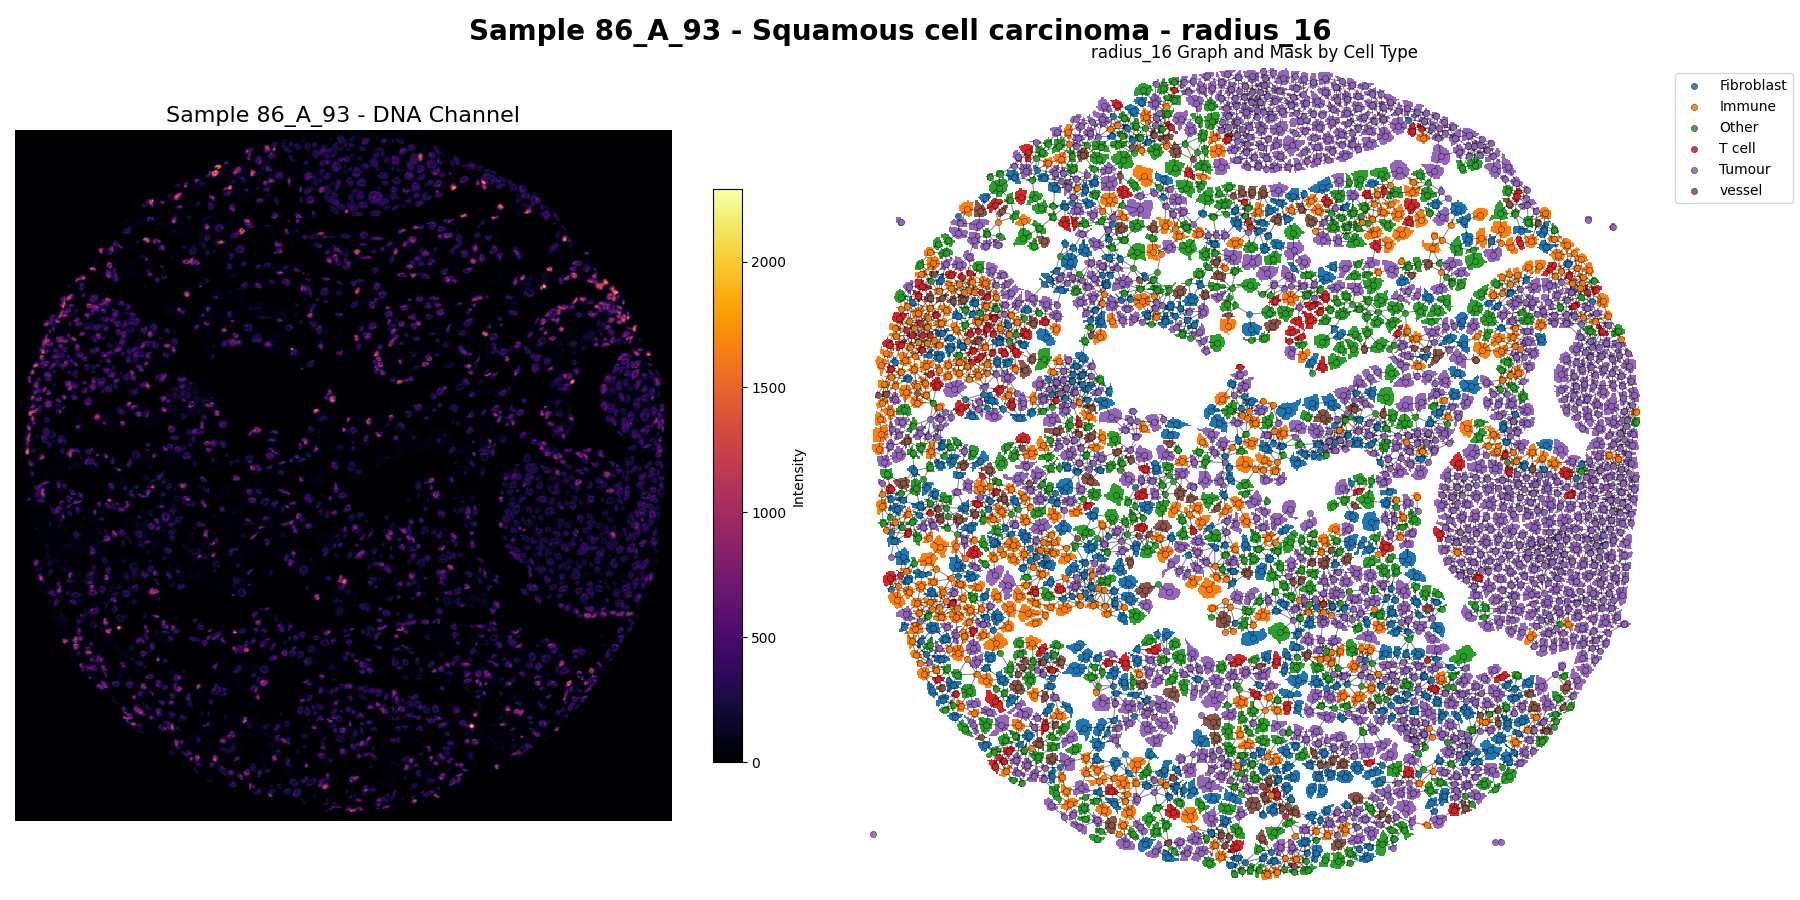 Sample 86_A_93 - Squamous cell carcinoma - radius_16
radius_16 Graph and Mask by Cell Type
Sample 86_A_93 - DNA Channel
2000
1500
1000
500
0
Intensity
Fibroblast
Immune
Other
T cell
Tumour
vessel